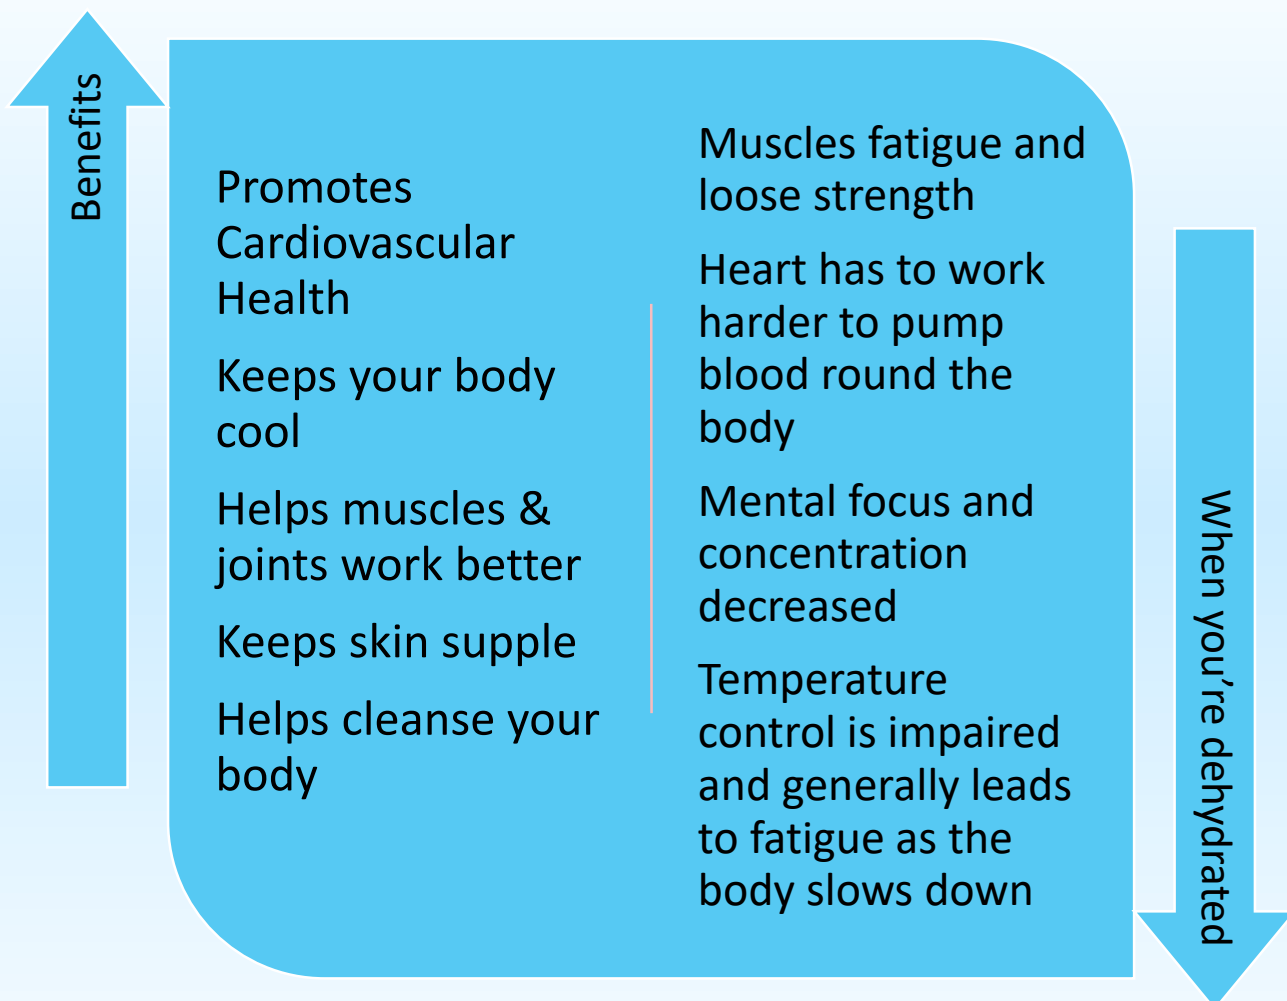 Benefits
Promotes
Cardiovascular
Health
Keeps your body
cool
Helps muscles &
joints work better
Keeps skin supple
Helps cleanse your
body
Muscles fatigue and
loose strength
Heart has to work
harder to pump
blood round the
body
Mental focus and
concentration
decreased
Temperature
control is impaired
and generally leads
to fatigue as the
body slows down
When you’re dehydrated